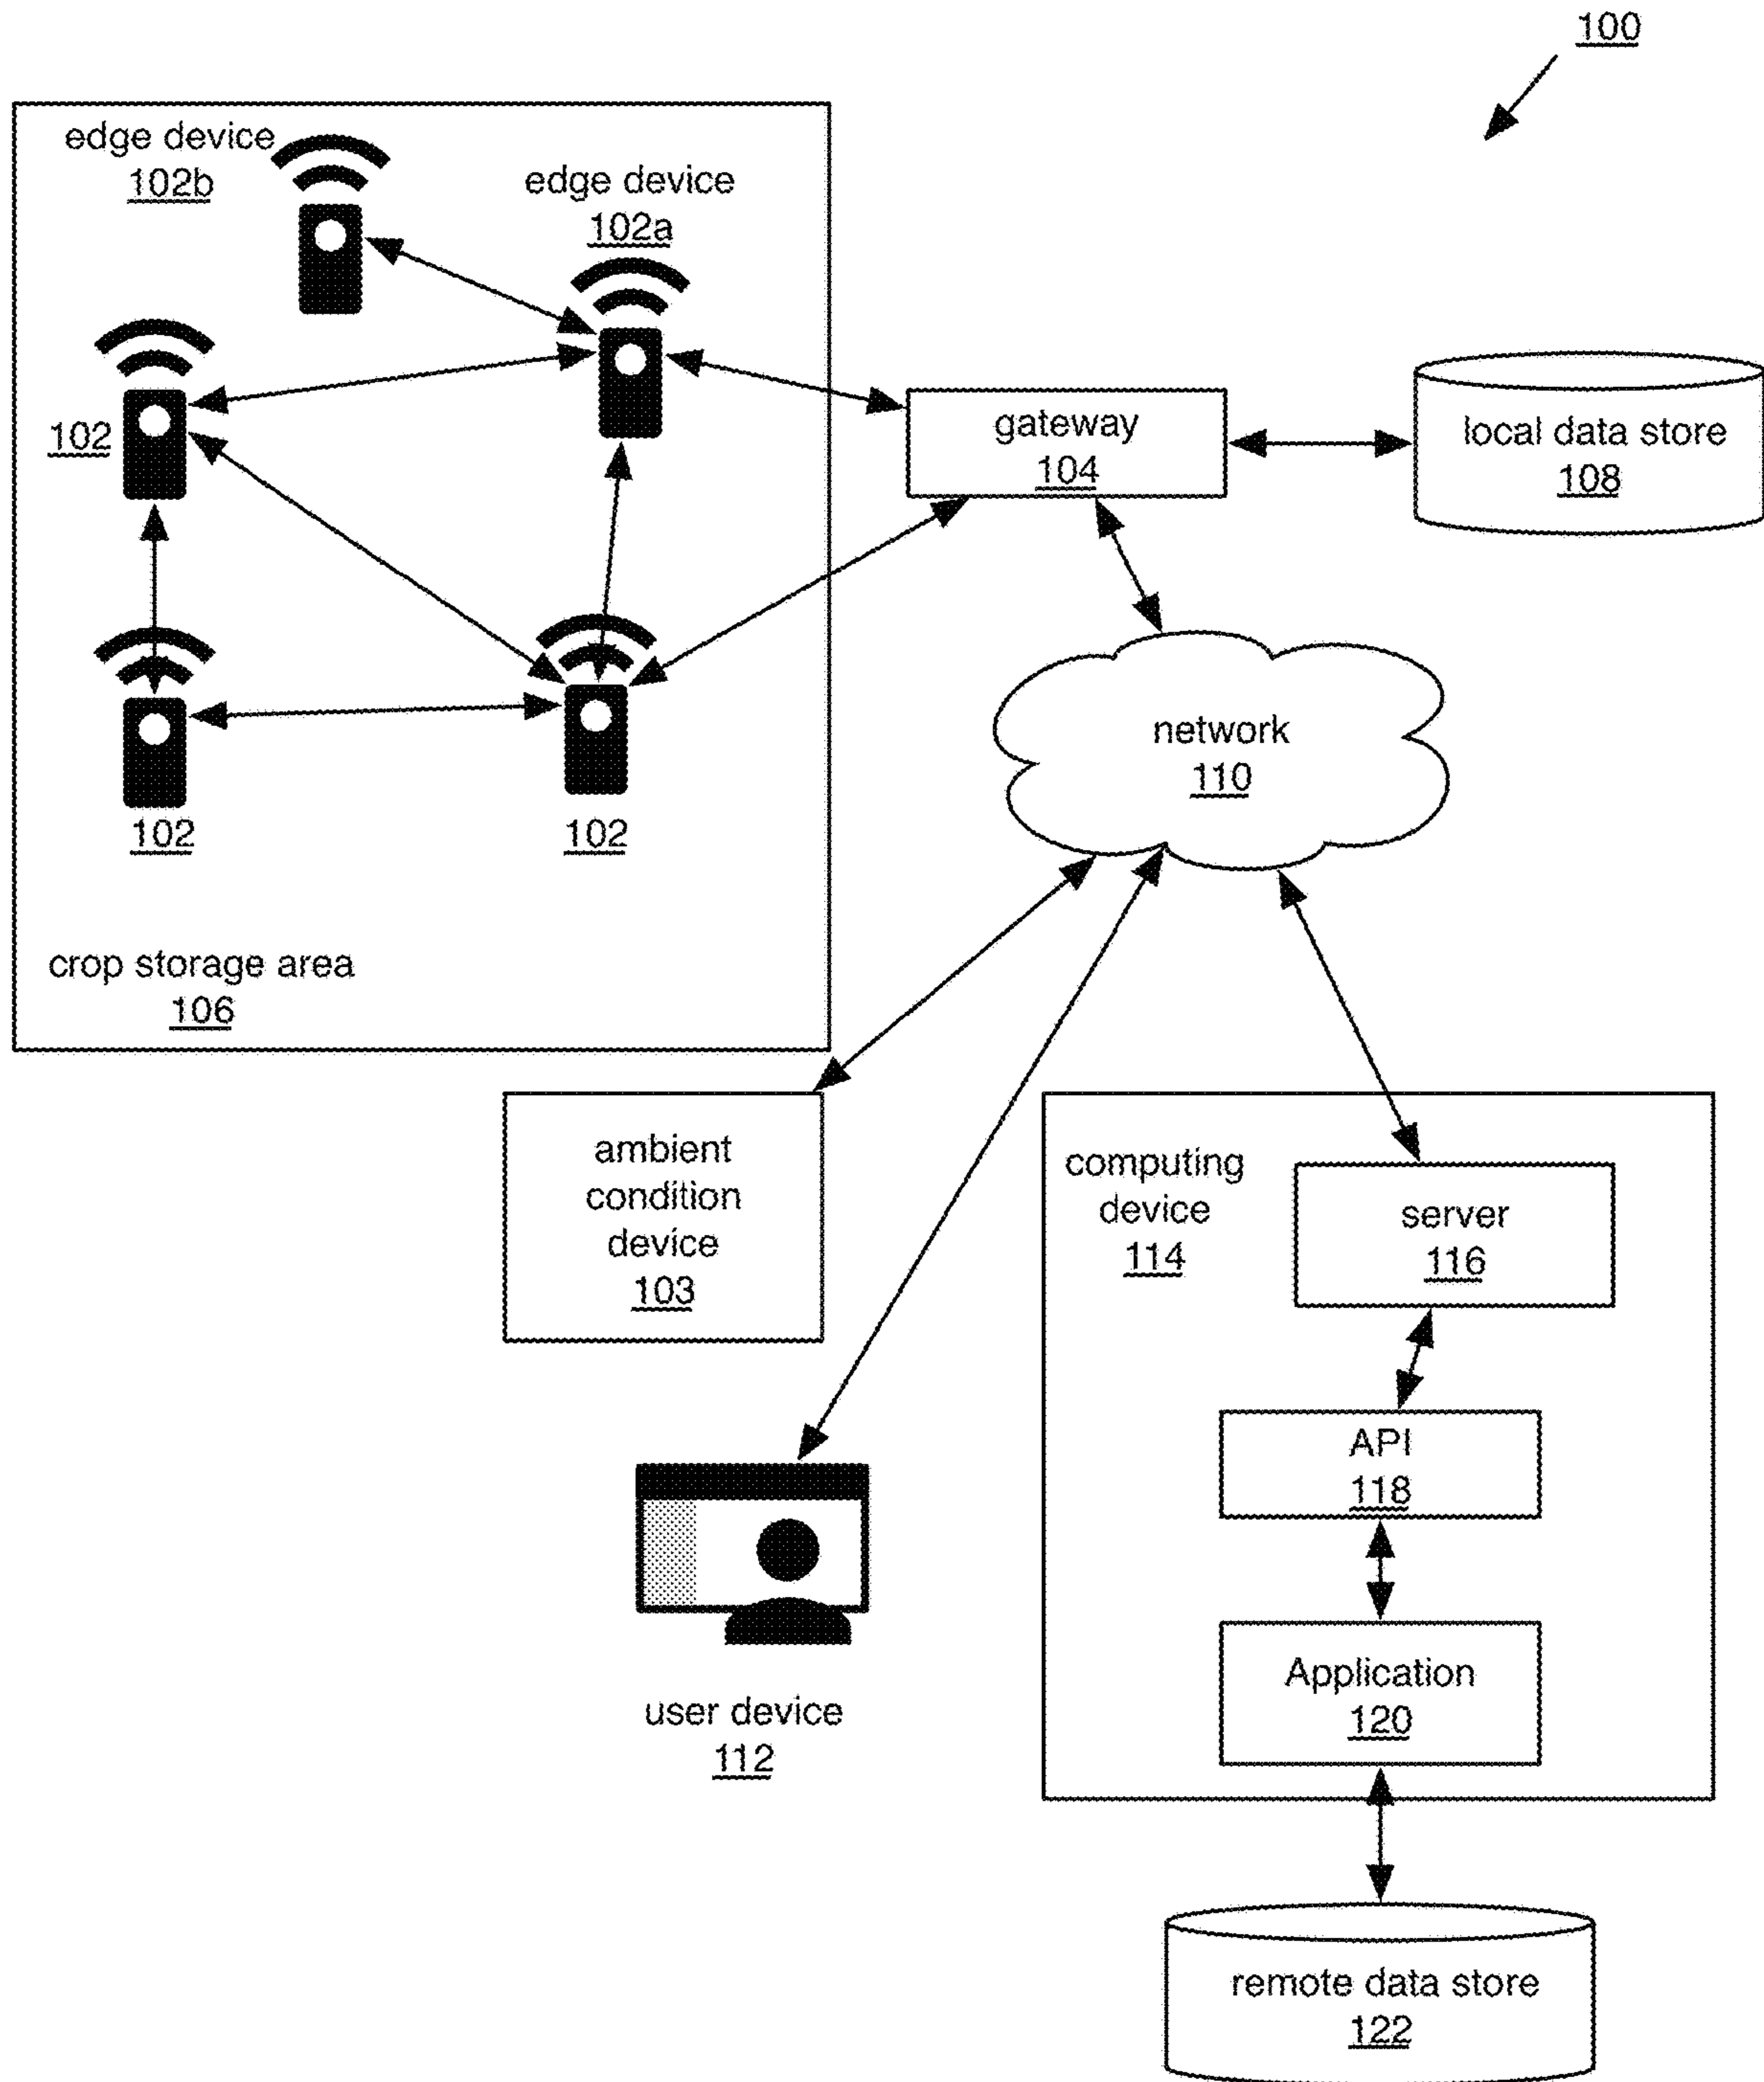 100
edge device
102b
edge device
102a
102
gateway
104
local data store
108
102
102
network
110
crop storage area
106
ambient
condition
device
103
computing
device
114
server
116
API
118
Application
120
user device
112
remote data store
122